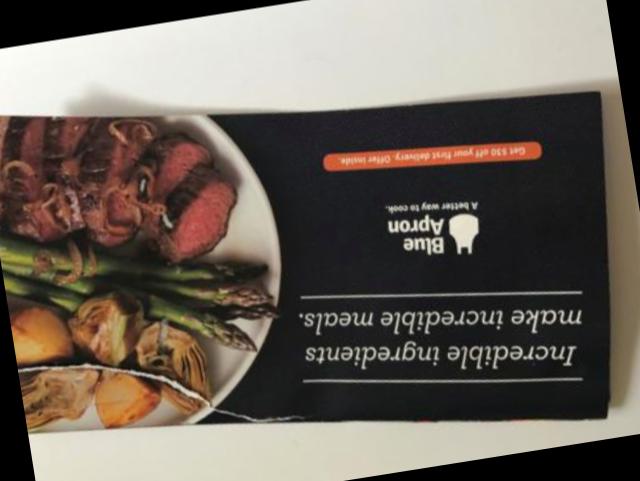 Incredible ingredients
make incredible meals.
Blue
Apron
A better way to cook.
Get $30 off your first delivery. Offer inside.